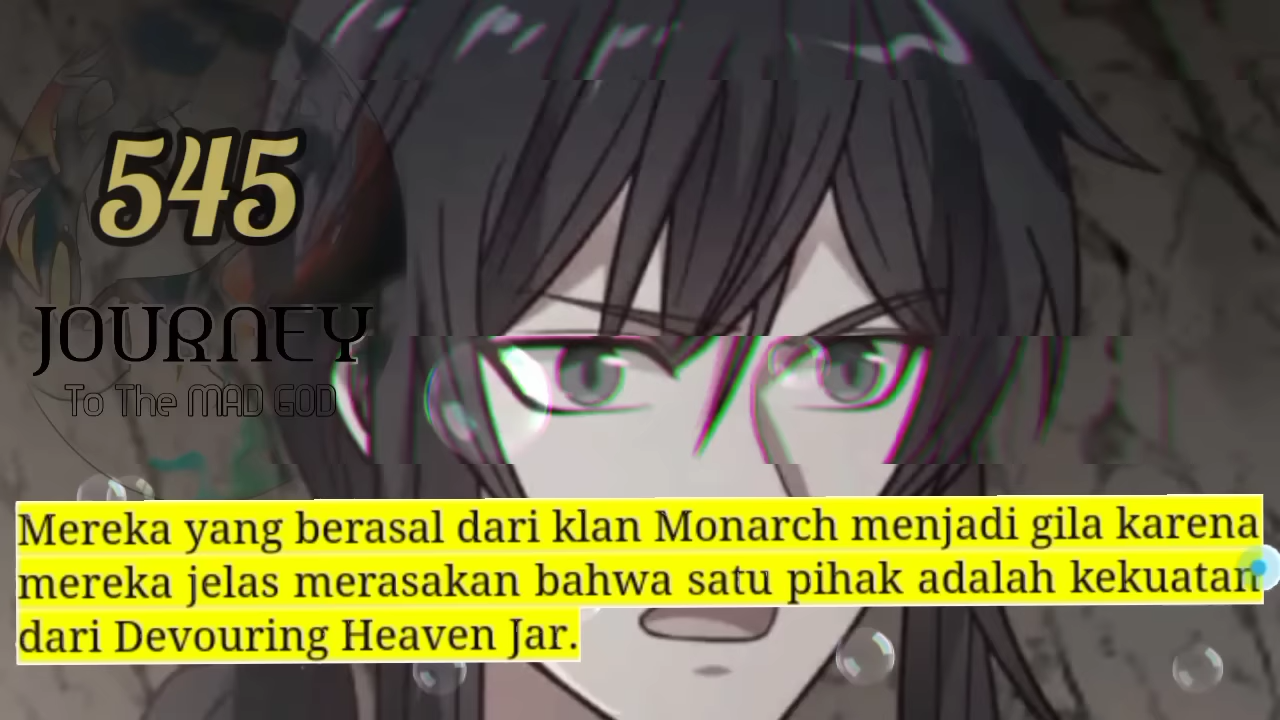 545
JOURNEY
To The MAD GOD
Mereka yang berasal dari klan Monarch menjadi gila karena
mereka jelas merasakan bahwa satu pihak adalah kekuatan
dari Devouring Heaven Jar.